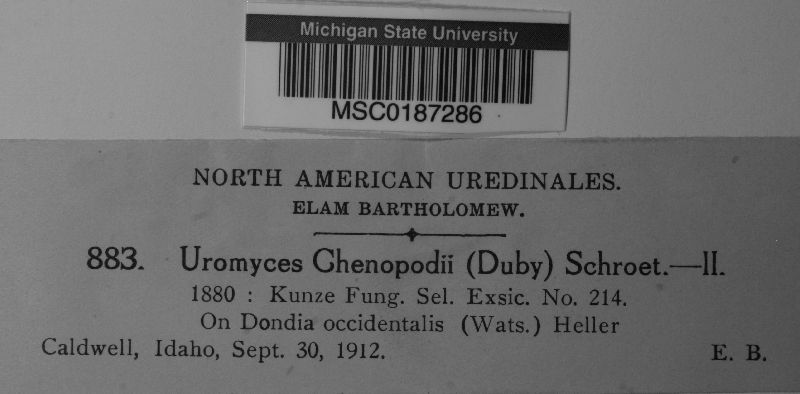 Michigan State University
MSC0187286
NORTH AMERICAN UREDINALES.
ELAM BARTHOLOMEW.
883. Uromyces Chenopodii (Duby) Schroet.—II.
1880 : Kunze Fung. Sel. Exsic. No. 214.
On Dondia occidentalis (Wats.) Heller
Caldwell, Idaho, Sept. 30, 1912. E. B.